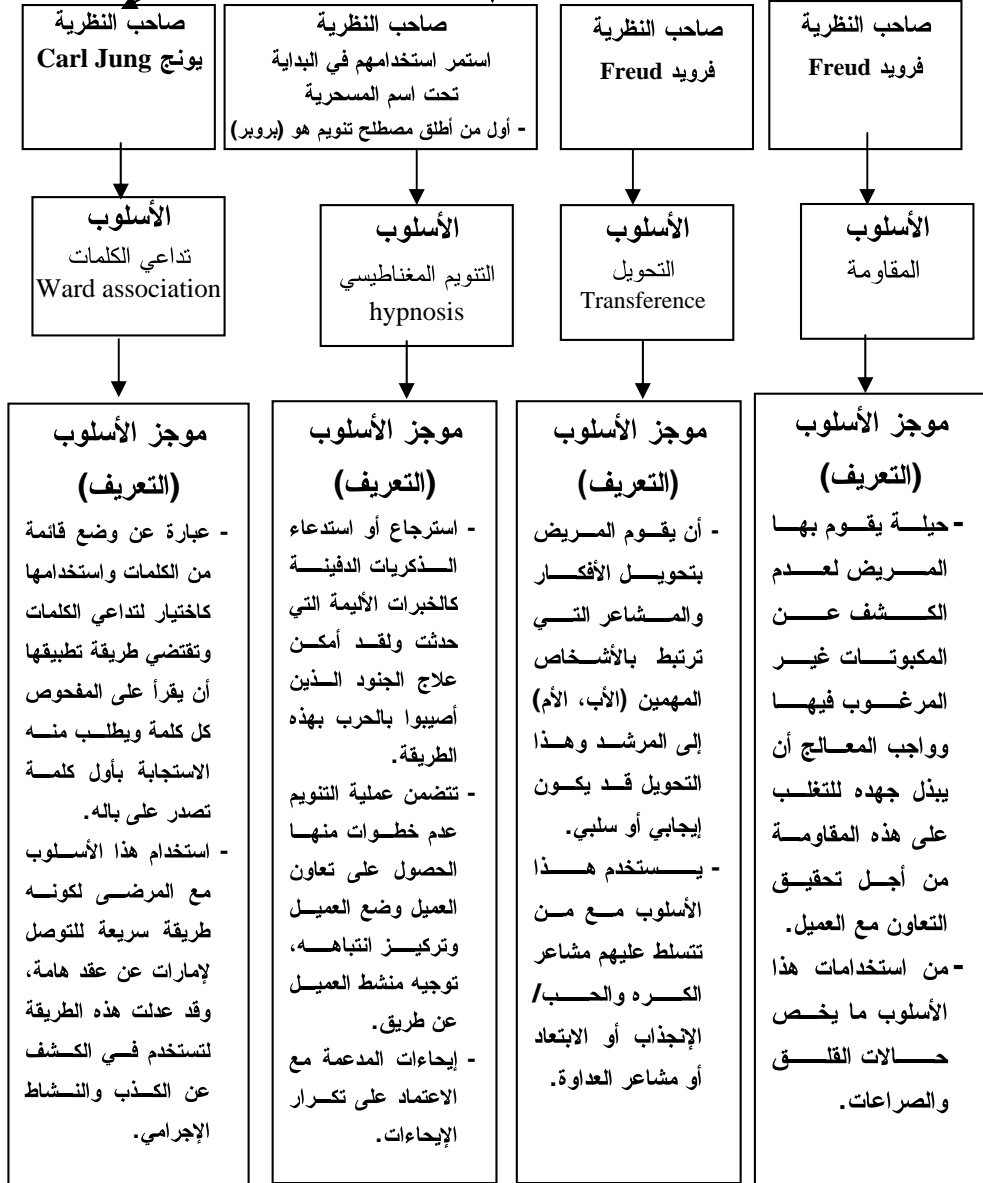 صاحب النظرية
فرويد Freud
الأسلوب
المقاومة
موجز الأسلوب
(التعريف)
- حيلة يقوم بها
المريض لعدم
الكشف عن
المكبوتات غير
المرغوب فيها
وواجب المعالج أن
يبذل جهده للتغلب
على هذه المقاومة
من أجل تحقيق
التعاون مع العميل.
- من استخدامات هذا
الأسلوب ما يخص
حالات القلق
والصراعات.
صاحب النظرية
فرويد Freud
الأسلوب
التحويل
Transference
موجز الأسلوب
(التعريف)
- أن يقوم المريض
بتحويل الأفكار
والمشاعر التي
ترتبط بالأشخاص
المهمين (الأب، الأم)
إلى المرشد وهذا
التحويل قد يكون
إيجابي أو سلبي.
- يستخدم هذا
الأسلوب مع من
تتسلط عليهم مشاعر
الكره والحب/
الإنجذاب أو الابتعاد
أو مشاعر العداوة.
صاحب النظرية
استمر استخدامهم في البداية
تحت اسم المسحرية
- أول من أطلق مصطلح تنويم هو (بروبر)
الأسلوب
التنويم المغناطيسي
hypnosis
موجز الأسلوب
(التعريف)
- استرجاع أو استدعاء
الذكريات الدفينة
كالخبرات الأليمة التي
حدثت ولقد أمكن
علاج الجنود الذين
أصيبوا بالحرب بهذه
الطريقة.
- تتضمن عملية التنويم
عدم خطوات منها
الحصول على تعاون
العميل وضع العميل
وتركيز انتباهه،
توجيه منشط العميل
عن طريق.
- إيحاءات المدعمة مع
الاعتماد على تكرار
الإيحاءات.
صاحب النظرية
يونج Carl Jung
الأسلوب
تداعي الكلمات
Ward association
موجز الأسلوب
(التعريف)
- عبارة عن وضع قائمة
من الكلمات واستخدامها
كاختيار لتداعي الكلمات
وتقتضي طريقة تطبيقها
أن يقرأ على المفحوص
كل كلمة ويطلب منه
الاستجابة بأول كلمة
تصدر على باله.
- استخدام هذا الأسلوب
مع المرضى لكونه
طريقة سريعة للتوصل
لإمارات عن عقد هامة،
وقد عدلت هذه الطريقة
لتستخدم في الكشف
عن الكذب والنشاط
الإجرامي.